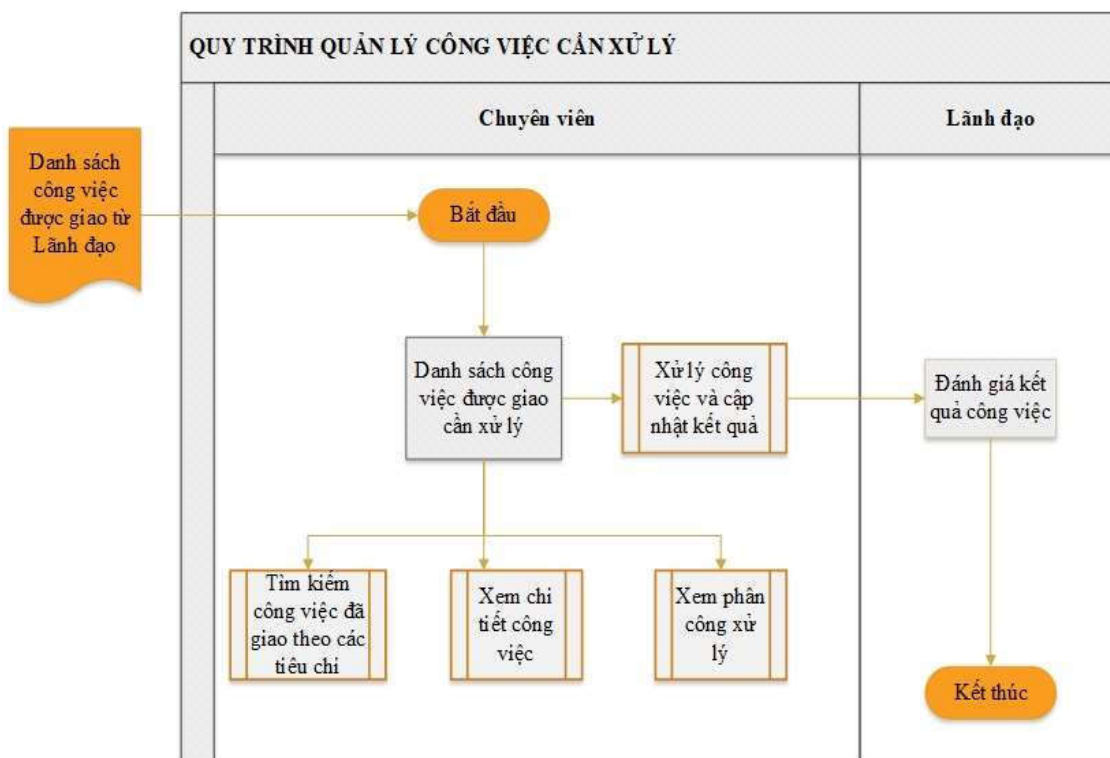 QUY TRÌNH QUẢN LÝ CÔNG VIỆC CẦN XỬ LÝ
Chuyên viên
Lãnh đạo
Danh sách
công việc
được giao từ
Lãnh đạo
Bắt đầu
Danh sách công
việc được giao
cần xử lý
Xử lý công
việc và cập
nhật kết quả
Đánh giá kết
quả công việc
Tìm kiếm
công việc đã
giao theo các
tiêu chi
Xem chi
tiết công
việc
Xem phân
công xử
lý
Kết thúc